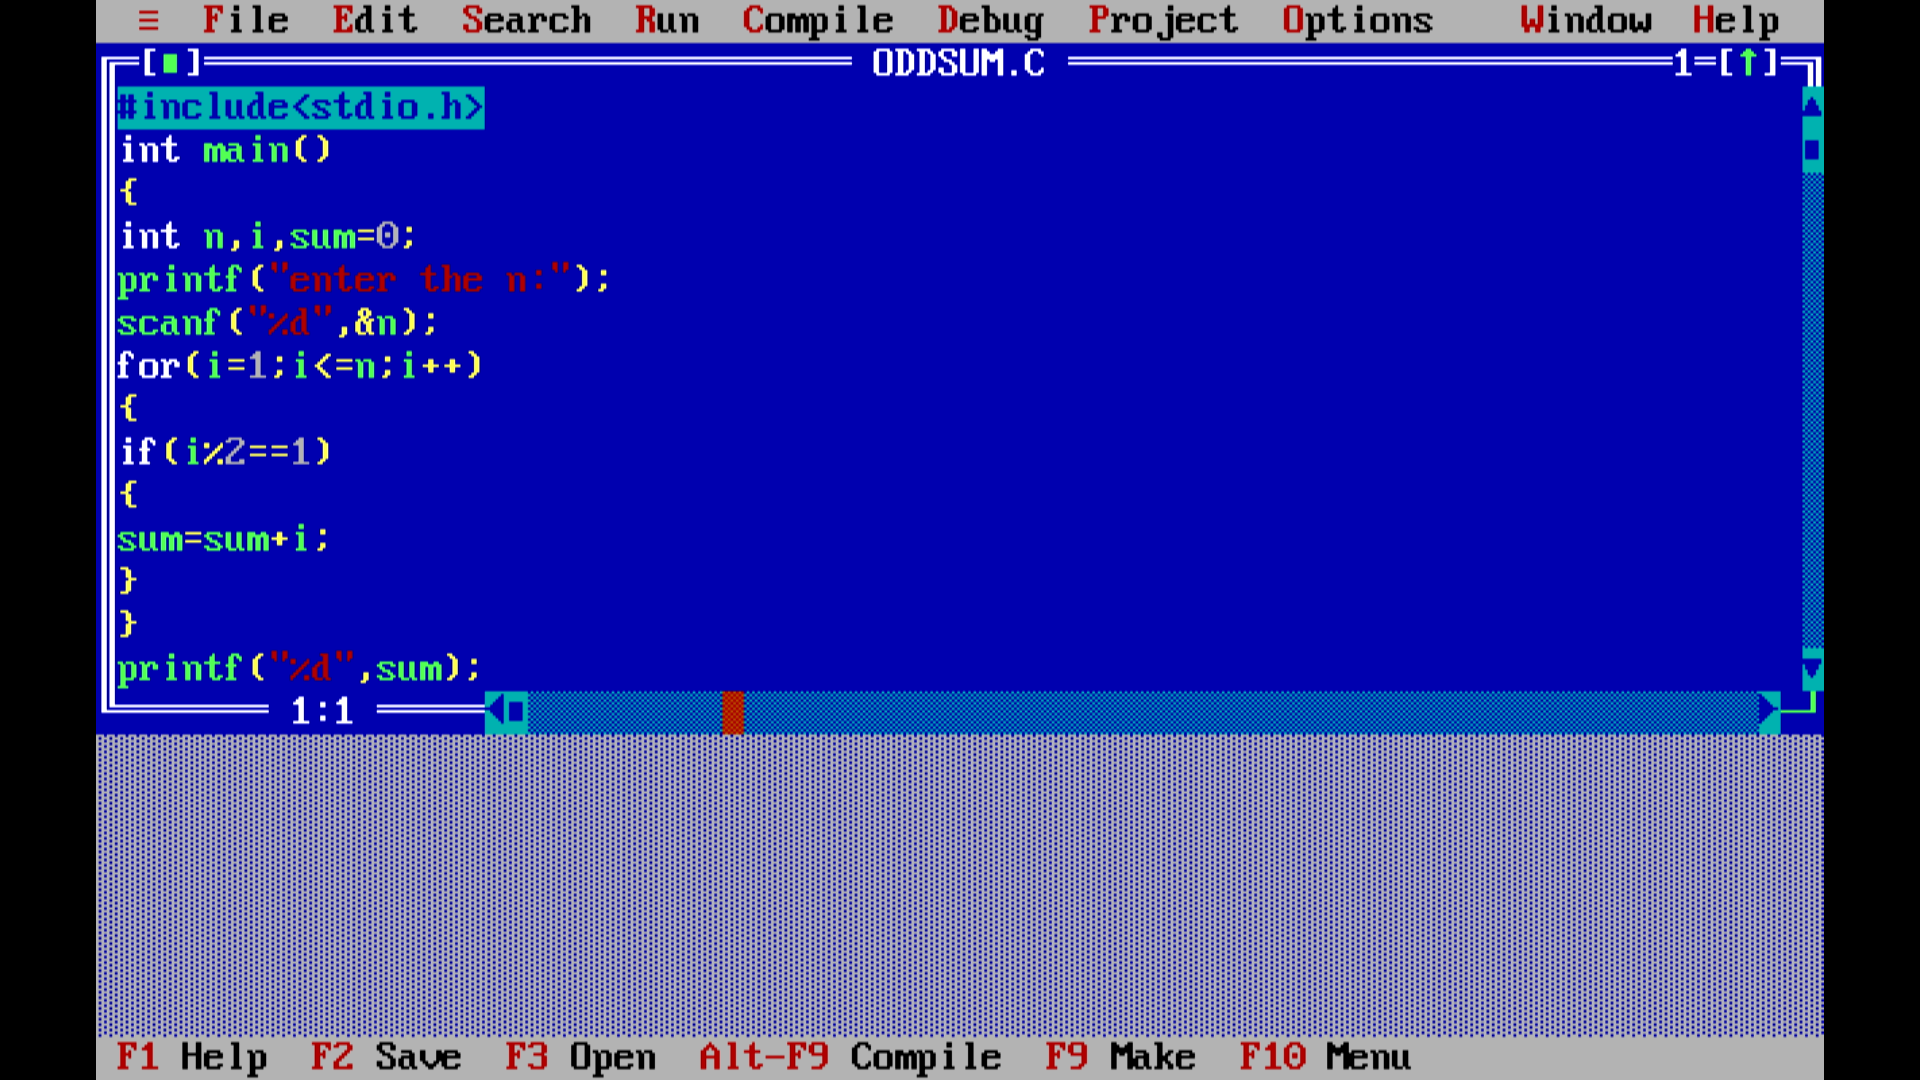 ≡ File Edit Search Run Compile Debug Project Options Window Help
[■] ODDSUM.C 1=[↑]
#include<stdio.h>
int main()
{
int n,i,sum=0;
printf("enter the n:");
scanf("%d",&n);
for(i=1;i<=n;i++)
{
if(i%2==1)
{
sum=sum+i;
}
}
printf("%d",sum);
1:1
F1 Help F2 Save F3 Open Alt-F9 Compile F9 Make F10 Menu